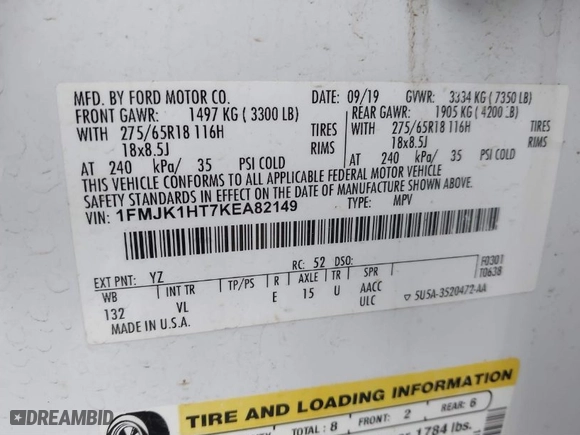 MFD. BY FORD MOTOR CO. DATE: 09/19 GVWR: 3334 KG ( 7350 LB)
FRONT GAWR: 1497 KG ( 3300 LB) REAR GAWR: 1905 KG ( 4200 LB)
WITH 275/65R18 116H TIRES WITH 275/65R18 116H TIRES
18x8.5J RIMS 18x8.5J RIMS
AT 240 kPa/ 35 PSI COLD AT 240 kPa/ 35 PSI COLD
THIS VEHICLE CONFORMS TO ALL APPLICABLE FEDERAL MOTOR VEHICLE
SAFETY STANDARDS IN EFFECT ON THE DATE OF MANUFACTURE SHOWN ABOVE.
VIN: 1FMJK1HT7KEA82149 TYPE: MPV
EXT PNT: YZ RC: 52 DSO: F0301
WB INT TR TP/PS R AXLE TR SPR T0638
132 VL E 15 U AACC
ULC ▽ 5U5A-3520472-AA
MADE IN U.S.A.
TIRE AND LOADING INFORMATION
TOTAL: 8 FRONT: 2 REAR: 6
1784 lbs.
DREAMBID